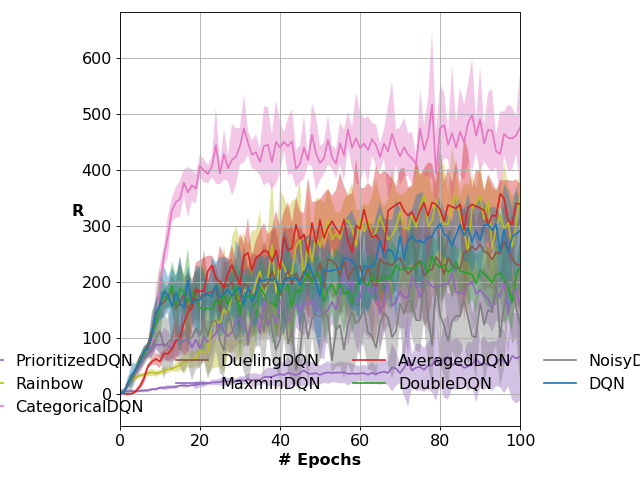 600
500
400
R
300
200
100
0
PrioritizedDQN DuelingDQN AveragedDQN NoisyD
Rainbow MaxminDQN DoubleDQN DQN
CategoricalDQN
0 20 40 60 80 100
# Epochs